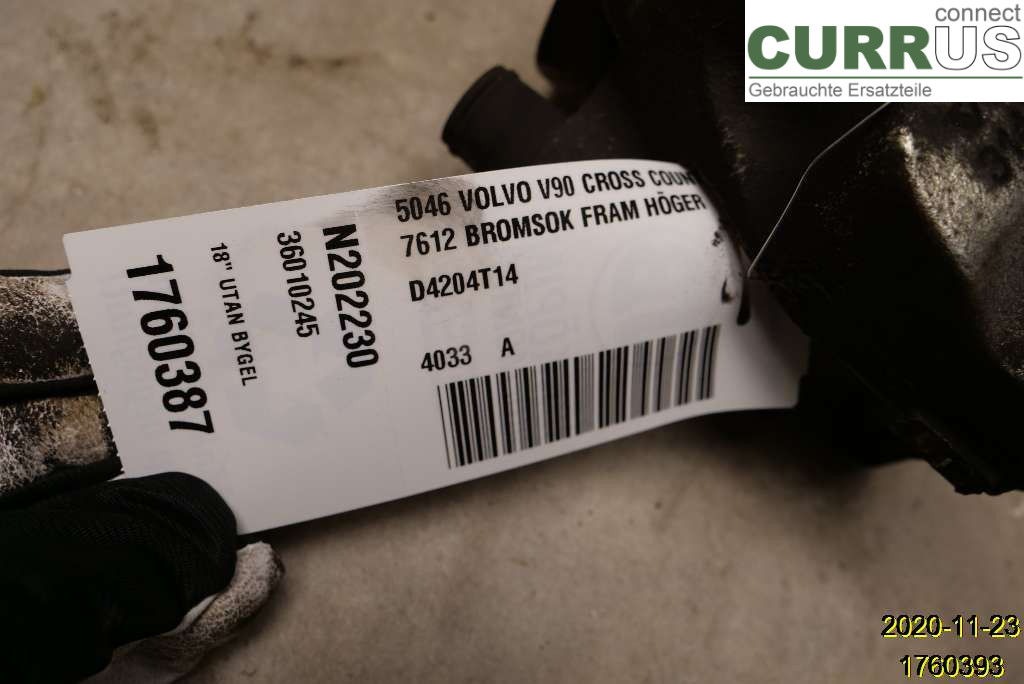 connect
CURRUS
Gebrauchte Ersatzteile
5046 VOLVO V90 CROSS
7612 BROMSOK FRAM HÖGER
D4204T14
4033 A
N202230
36010245
18" UTAN BYGEL
1760387
2020-11-23
1760393